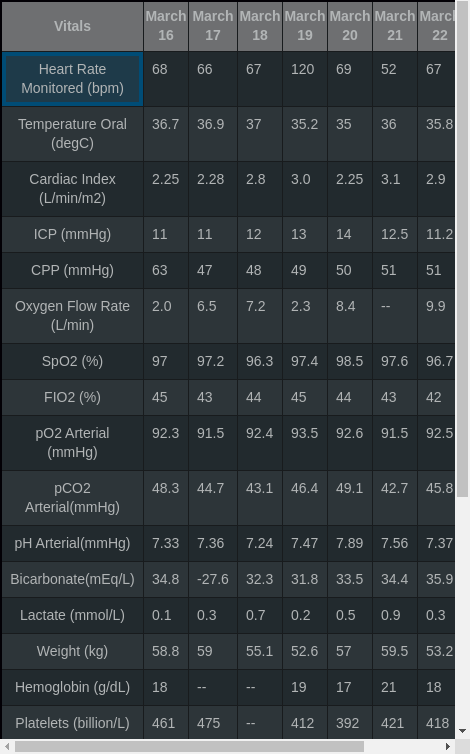 Vitals March 16 March 17 March 18 March 19 March 20 March 21 March 22
Heart Rate Monitored (bpm) 68 66 67 120 69 52 67
Temperature Oral (degC) 36.7 36.9 37 35.2 35 36 35.8
Cardiac Index (L/min/m2) 2.25 2.28 2.8 3.0 2.25 3.1 2.9
ICP (mmHg) 11 11 12 13 14 12.5 11.2
CPP (mmHg) 63 47 48 49 50 51 51
Oxygen Flow Rate (L/min) 2.0 6.5 7.2 2.3 8.4 -- 9.9
SpO2 (%) 97 97.2 96.3 97.4 98.5 97.6 96.7
FIO2 (%) 45 43 44 45 44 43 42
pO2 Arterial (mmHg) 92.3 91.5 92.4 93.5 92.6 91.5 92.5
pCO2 Arterial(mmHg) 48.3 44.7 43.1 46.4 49.1 42.7 45.8
pH Arterial(mmHg) 7.33 7.36 7.24 7.47 7.89 7.56 7.37
Bicarbonate(mEq/L) 34.8 -27.6 32.3 31.8 33.5 34.4 35.9
Lactate (mmol/L) 0.1 0.3 0.7 0.2 0.5 0.9 0.3
Weight (kg) 58.8 59 55.1 52.6 57 59.5 53.2
Hemoglobin (g/dL) 18 -- -- 19 17 21 18
Platelets (billion/L) 461 475 -- 412 392 421 418